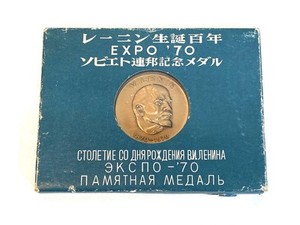 レーニン生誕百年
EXPO '70
ソビエト連邦記念メダル
СТОЛЕТИЕ СО ДНЯ РОЖДЕНИЯ В.И.ЛЕНИНА
ЭКСПО-'70
ПАМЯТНАЯ МЕДАЛЬ